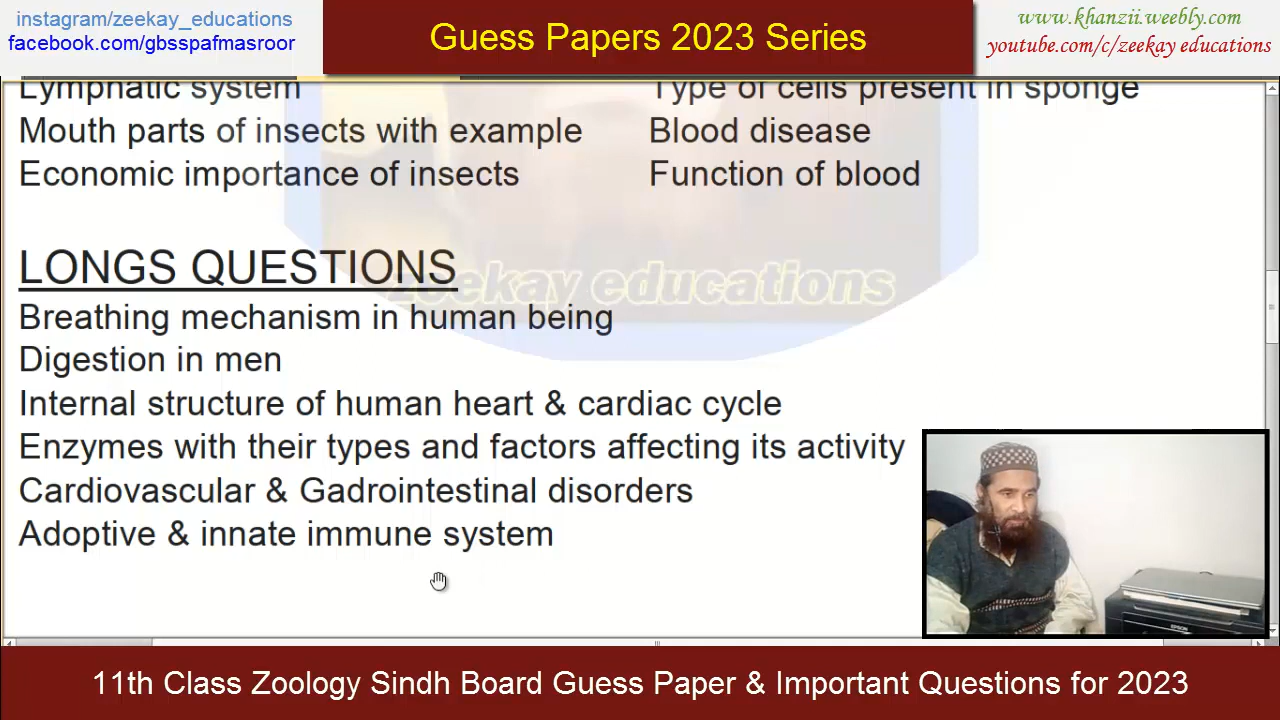 instagram/zeekay_educations
facebook.com/gbsspafmasroor
Guess Papers 2023 Series
www.khanzii.weebly.com
youtube.com/c/zeekay educations
Lymphatic system
Type of cells present in sponge
Mouth parts of insects with example
Blood disease
Economic importance of insects
Function of blood
LONGS QUESTIONS
zeekay educations
Breathing mechanism in human being
Digestion in men
Internal structure of human heart & cardiac cycle
Enzymes with their types and factors affecting its activity
Cardiovascular & Gadrointestinal disorders
Adoptive & innate immune system
EPSON
11th Class Zoology Sindh Board Guess Paper & Important Questions for 2023